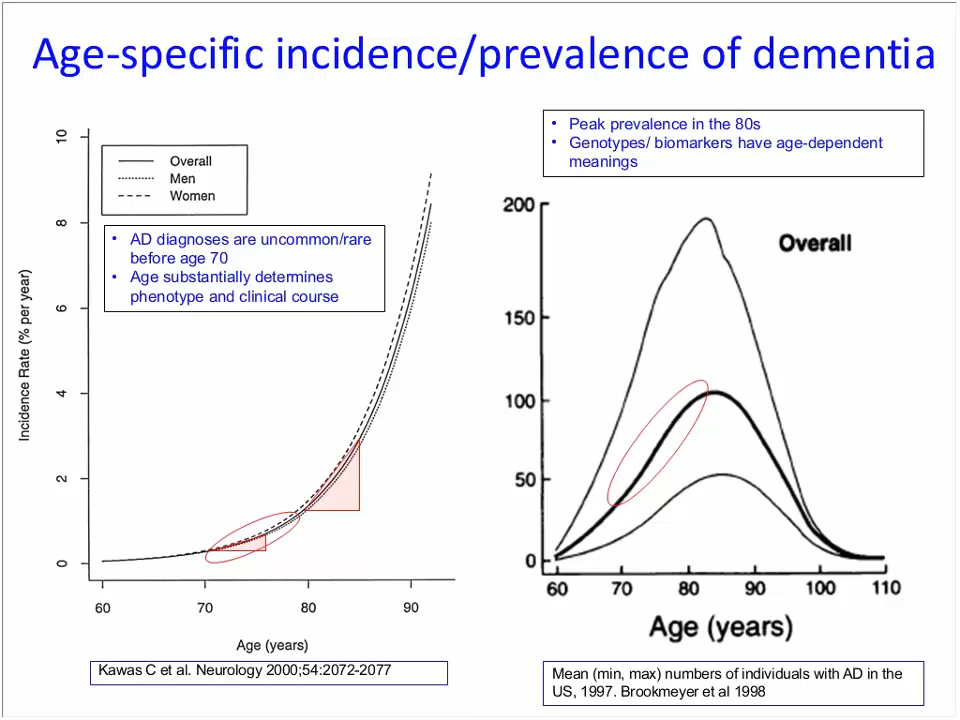 Age-specific incidence/prevalence of dementia
10
8
6
4
2
0
Incidence Rate (% per year)
Overall
Men
Women
• AD diagnoses are uncommon/rare
before age 70
• Age substantially determines
phenotype and clinical course
60 70 80 90
Age (years)
Kawas C et al. Neurology 2000;54:2072-2077
• Peak prevalence in the 80s
• Genotypes/ biomarkers have age-dependent
meanings
200
150
100
50
0
Overall
60 70 80 90 100 110
Age (years)
Mean (min, max) numbers of individuals with AD in the
US, 1997. Brookmeyer et al 1998